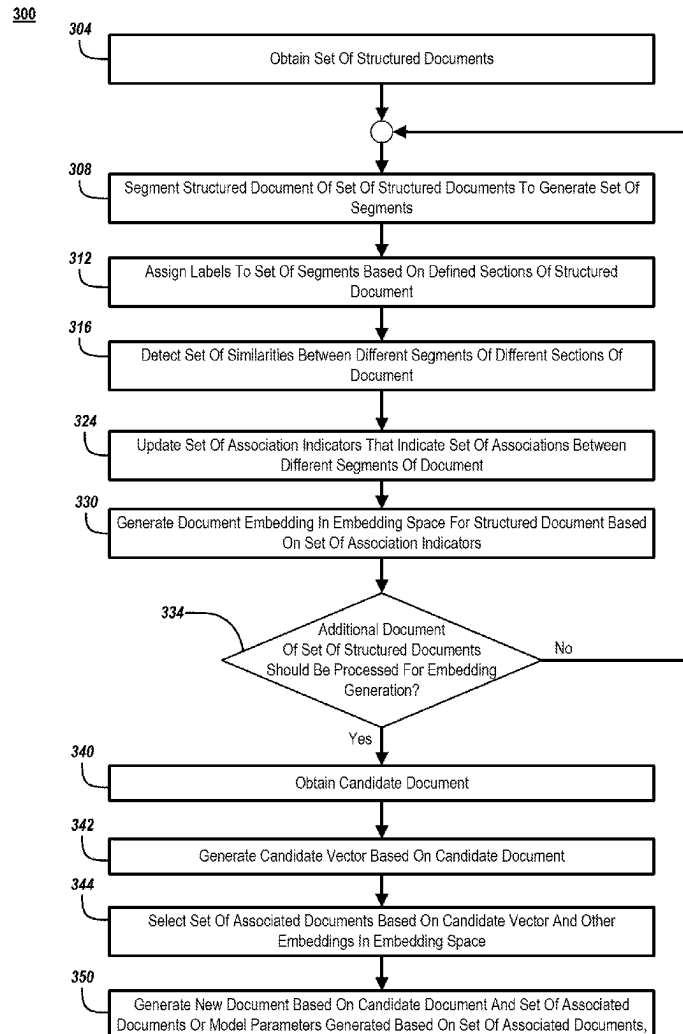 300
304
Obtain Set Of Structured Documents
308
Segment Structured Document Of Set Of Structured Documents To Generate Set Of
Segments
312
Assign Labels To Set Of Segments Based On Defined Sections Of Structured
Document
316
Detect Set Of Similarities Between Different Segments Of Different Sections Of
Document
324
Update Set Of Association Indicators That Indicate Set Of Associations Between
Different Segments Of Document
330
Generate Document Embedding In Embedding Space For Structured Document Based
On Set Of Association Indicators
334
Additional Document
Of Set Of Structured Documents
Should Be Processed For Embedding
Generation?
No
Yes
340
Obtain Candidate Document
342
Generate Candidate Vector Based On Candidate Document
344
Select Set Of Associated Documents Based On Candidate Vector And Other
Embeddings In Embedding Space
350
Generate New Document Based On Candidate Document And Set Of Associated
Documents Or Model Parameters Generated Based On Set Of Associated Documents,